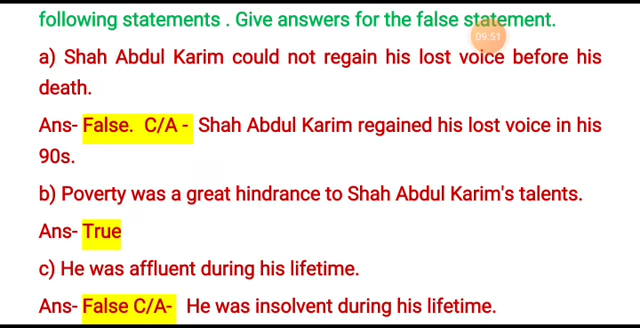 following statements . Give answers for the false statement.
09:51
a) Shah Abdul Karim could not regain his lost voice before his
death.
Ans- False. C/A - Shah Abdul Karim regained his lost voice in his
90s.
b) Poverty was a great hindrance to Shah Abdul Karim's talents.
Ans- True
c) He was affluent during his lifetime.
Ans- False C/A- He was insolvent during his lifetime.